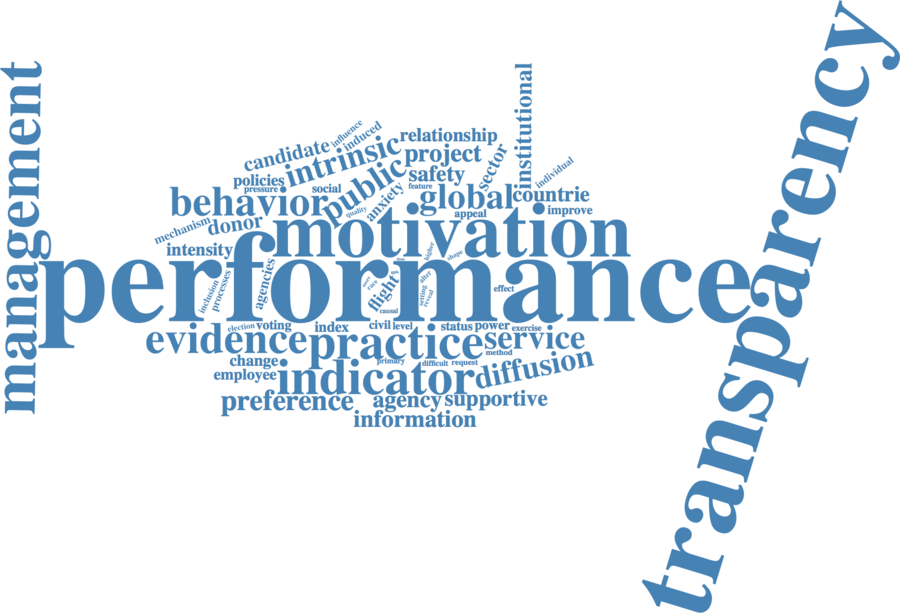 transparency
management
institutional
influence
induced
relationship
candidate
intrinsic
project
sector
policies
pressure
social
public
safety
feature
individual
behavior
quality
anxiety
global
countrie
appeal
improve
mechanism
donor
motivation
intensity
performance
inclusion
processes
agencies
flight
higher
shape
alter
setting
reveal
race
causal
effect
evidence
election
voting
index
civil
level
status
power
exercise
practice
service
method
change
primary
difficult
request
employee
indicator
diffusion
preference
agency
supportive
information